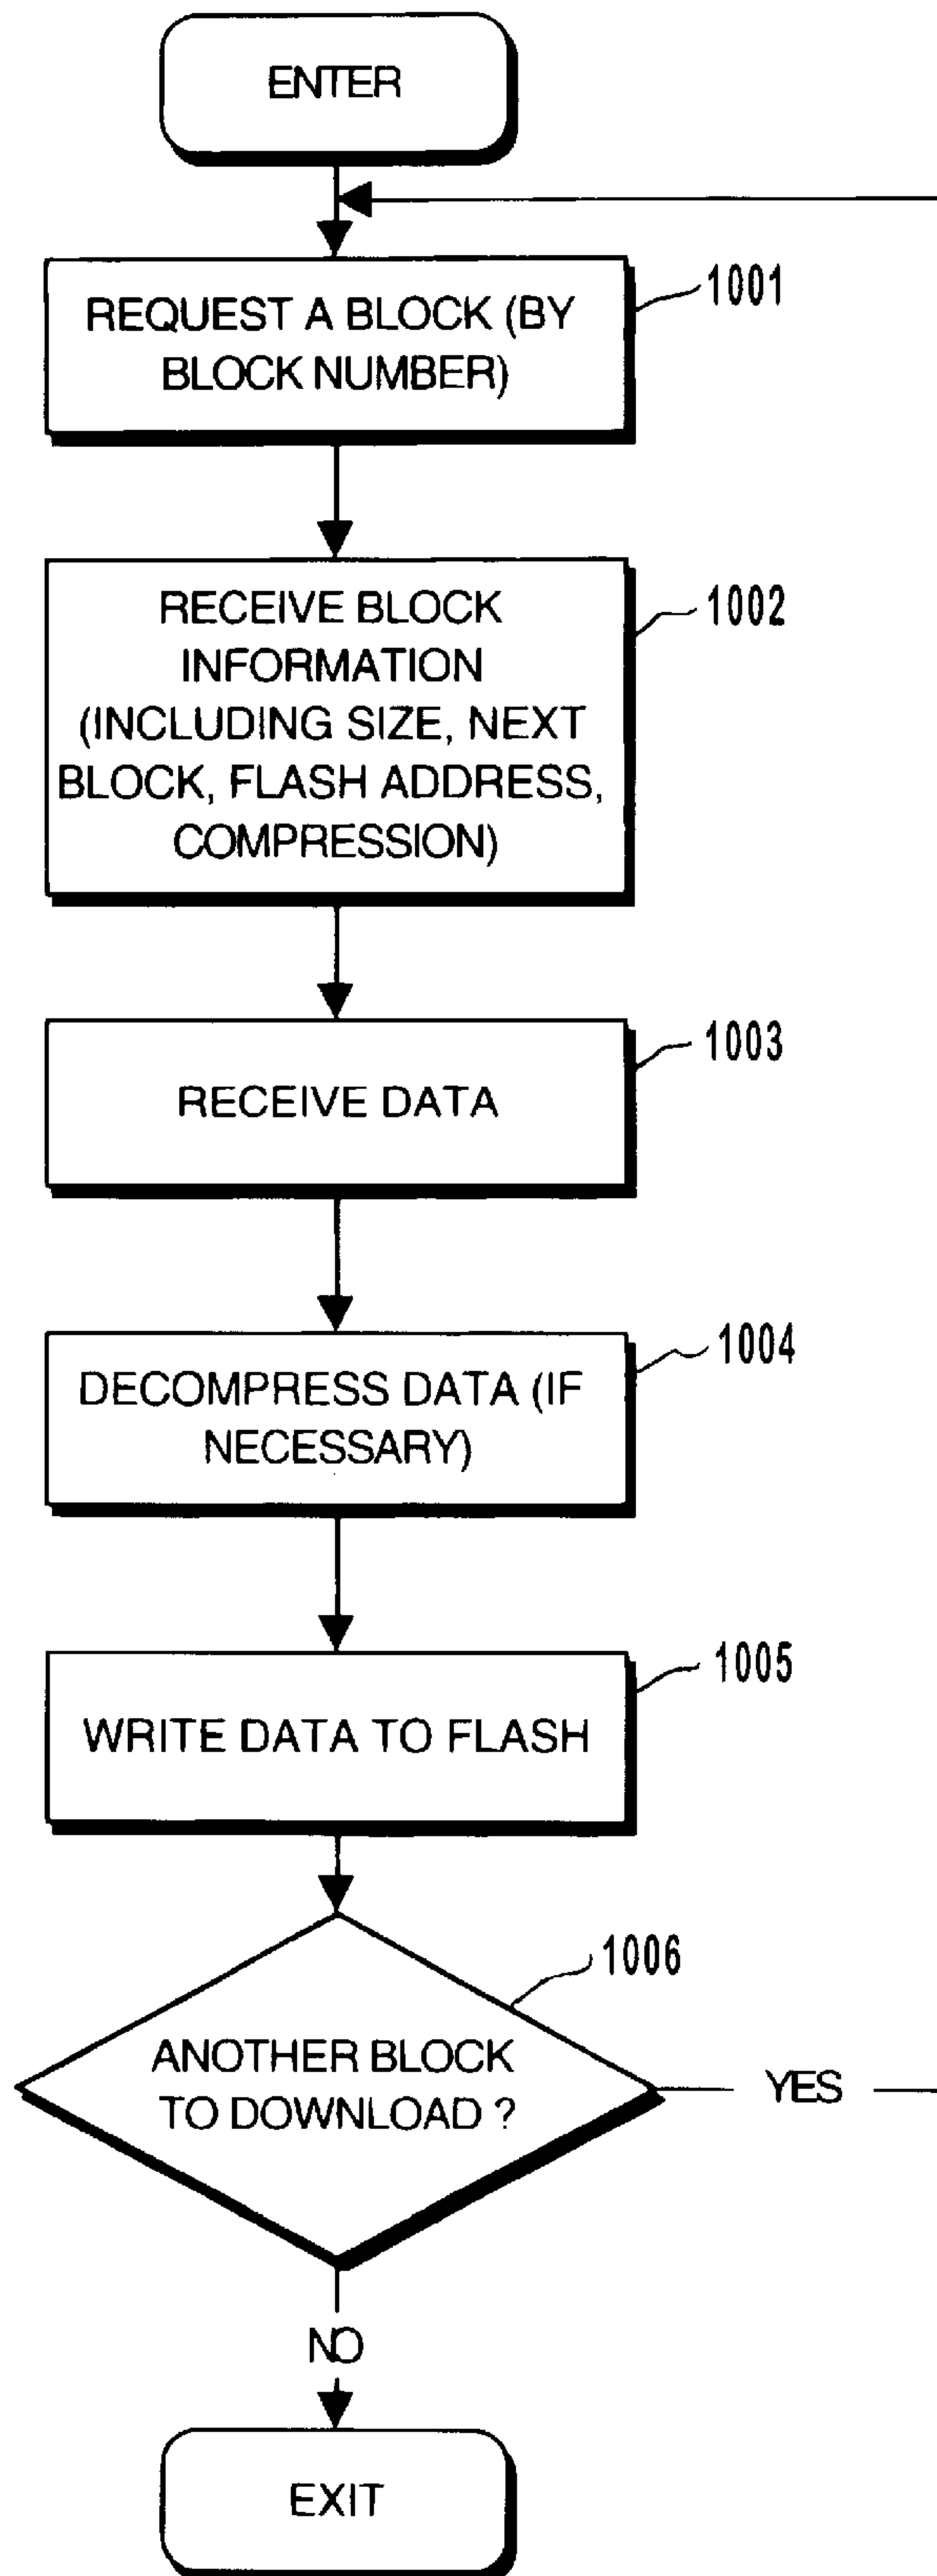 ENTER
REQUEST A BLOCK (BY
BLOCK NUMBER)
1001
RECEIVE BLOCK
INFORMATION
(INCLUDING SIZE, NEXT
BLOCK, FLASH ADDRESS,
COMPRESSION)
1002
RECEIVE DATA
1003
DECOMPRESS DATA (IF
NECESSARY)
1004
WRITE DATA TO FLASH
1005
ANOTHER BLOCK
TO DOWNLOAD ?
1006
YES
NO
EXIT